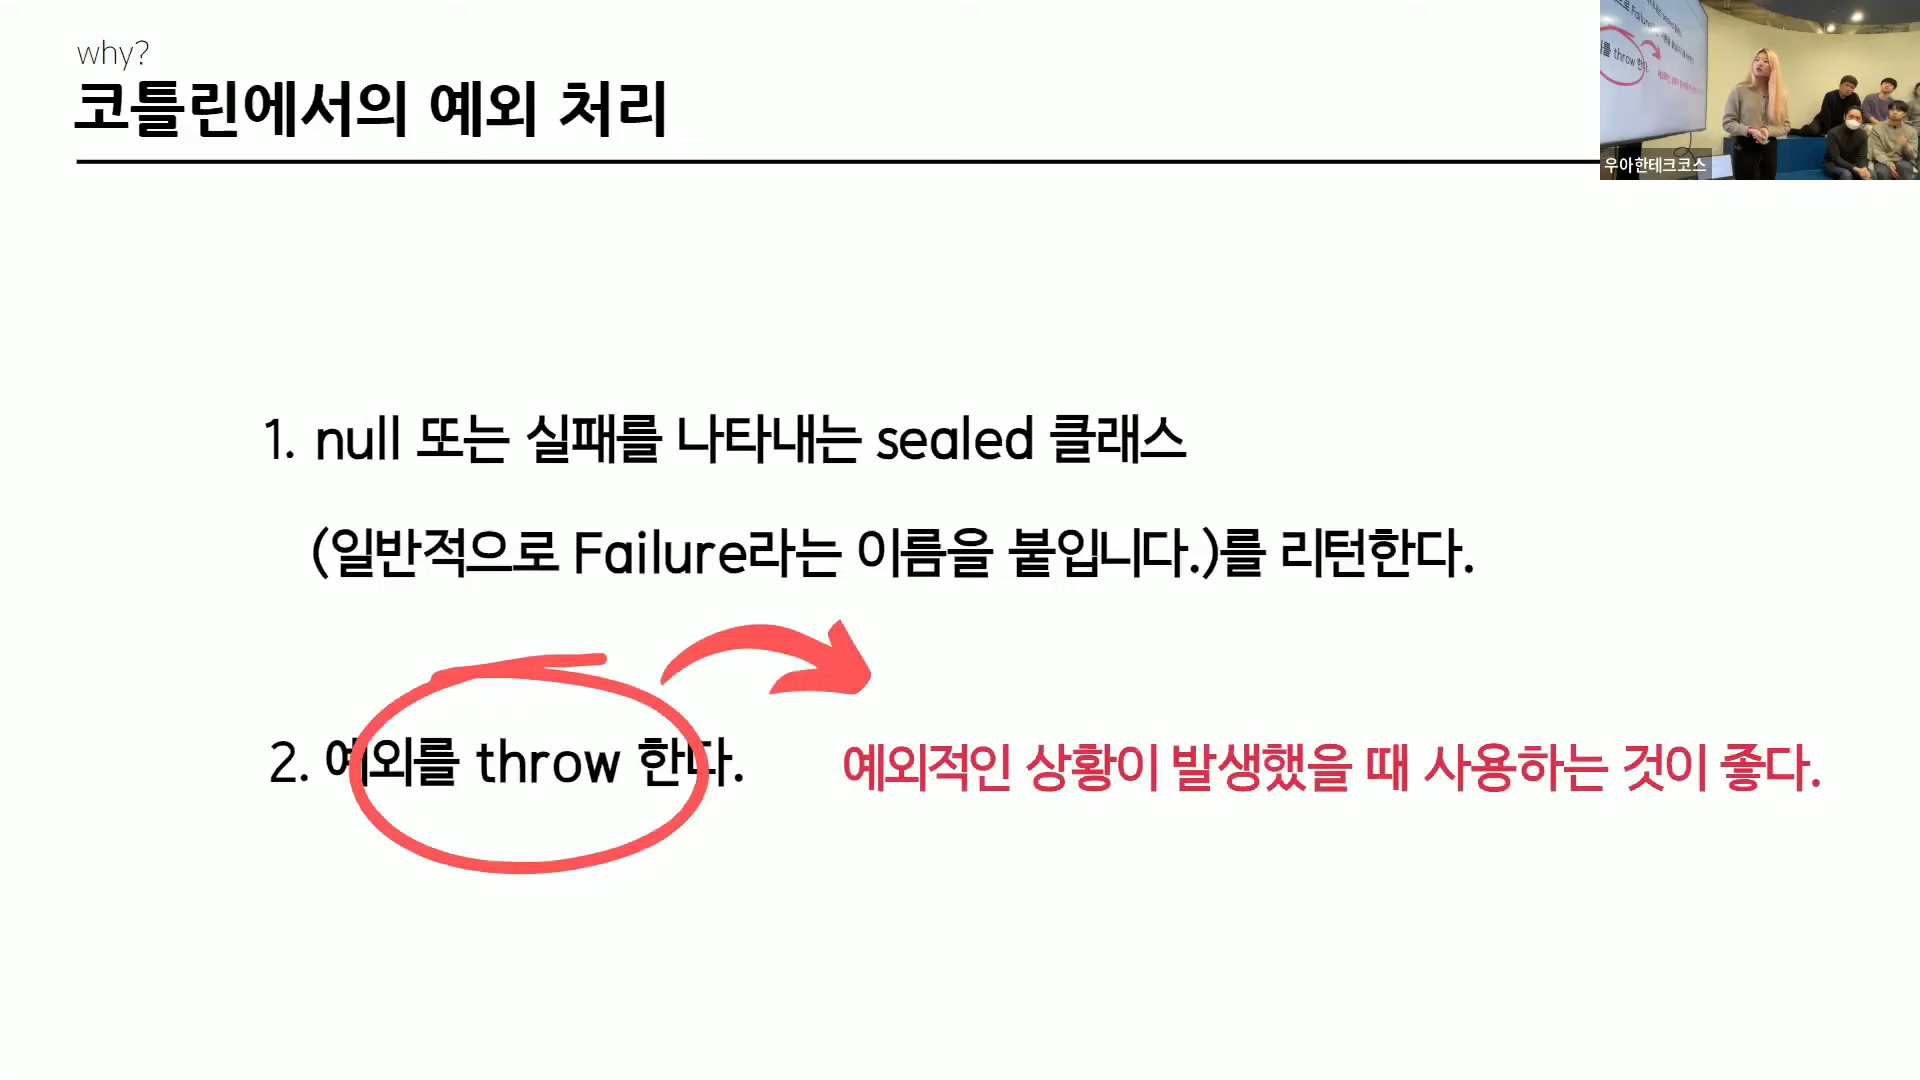 why?
코틀린에서의 예외 처리
1. null 또는 실패를 나타내는 sealed 클래스
(일반적으로 Failure라는 이름을 붙입니다.)를 리턴한다.
2. 예외를 throw 한다.
예외적인 상황이 발생했을 때 사용하는 것이 좋다.
throw 한다.
우아한테크코스